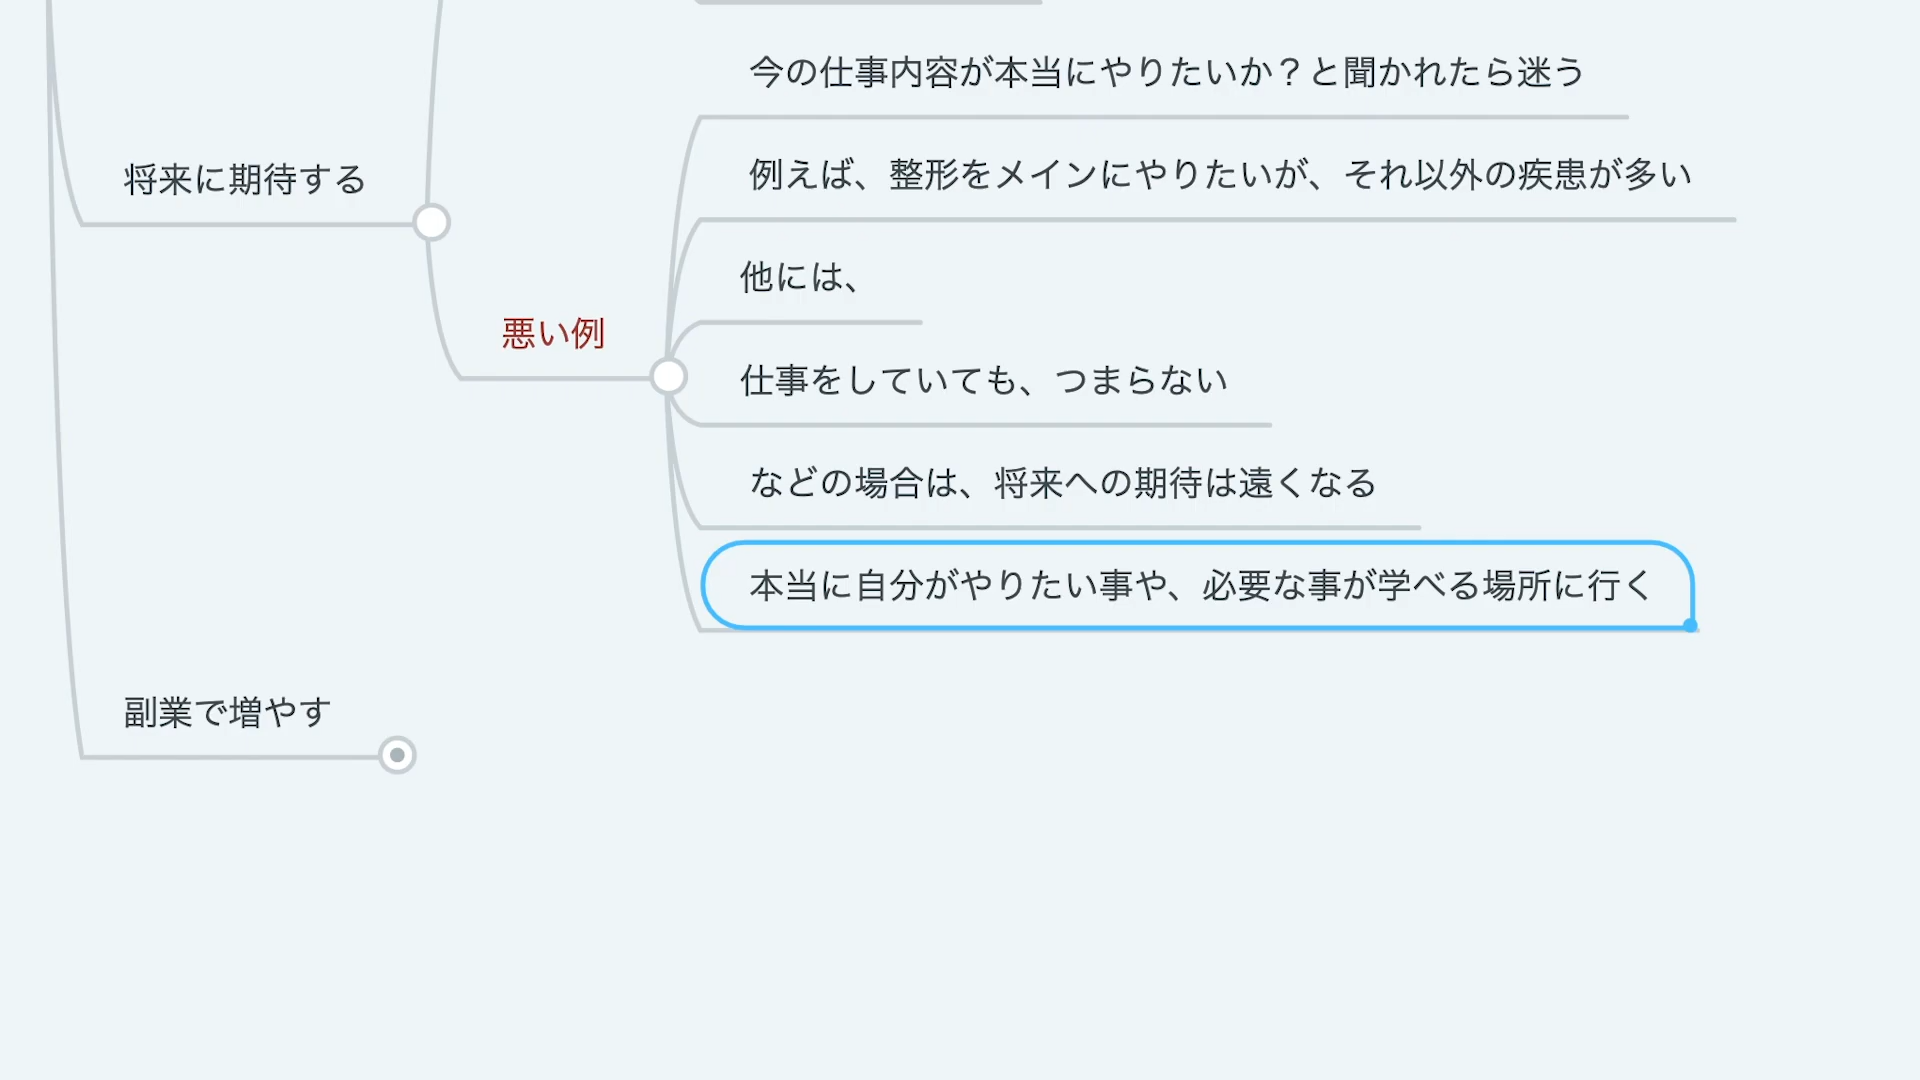 今の仕事内容が本当にやりたいか？と聞かれたら迷う
将来に期待する
例えば、整形をメインにやりたいが、それ以外の疾患が多い
他には、
悪い例
仕事をしていても、つまらない
などの場合は、将来への期待は遠くなる
本当に自分がやりたい事や、必要な事が学べる場所に行く
副業で増やす